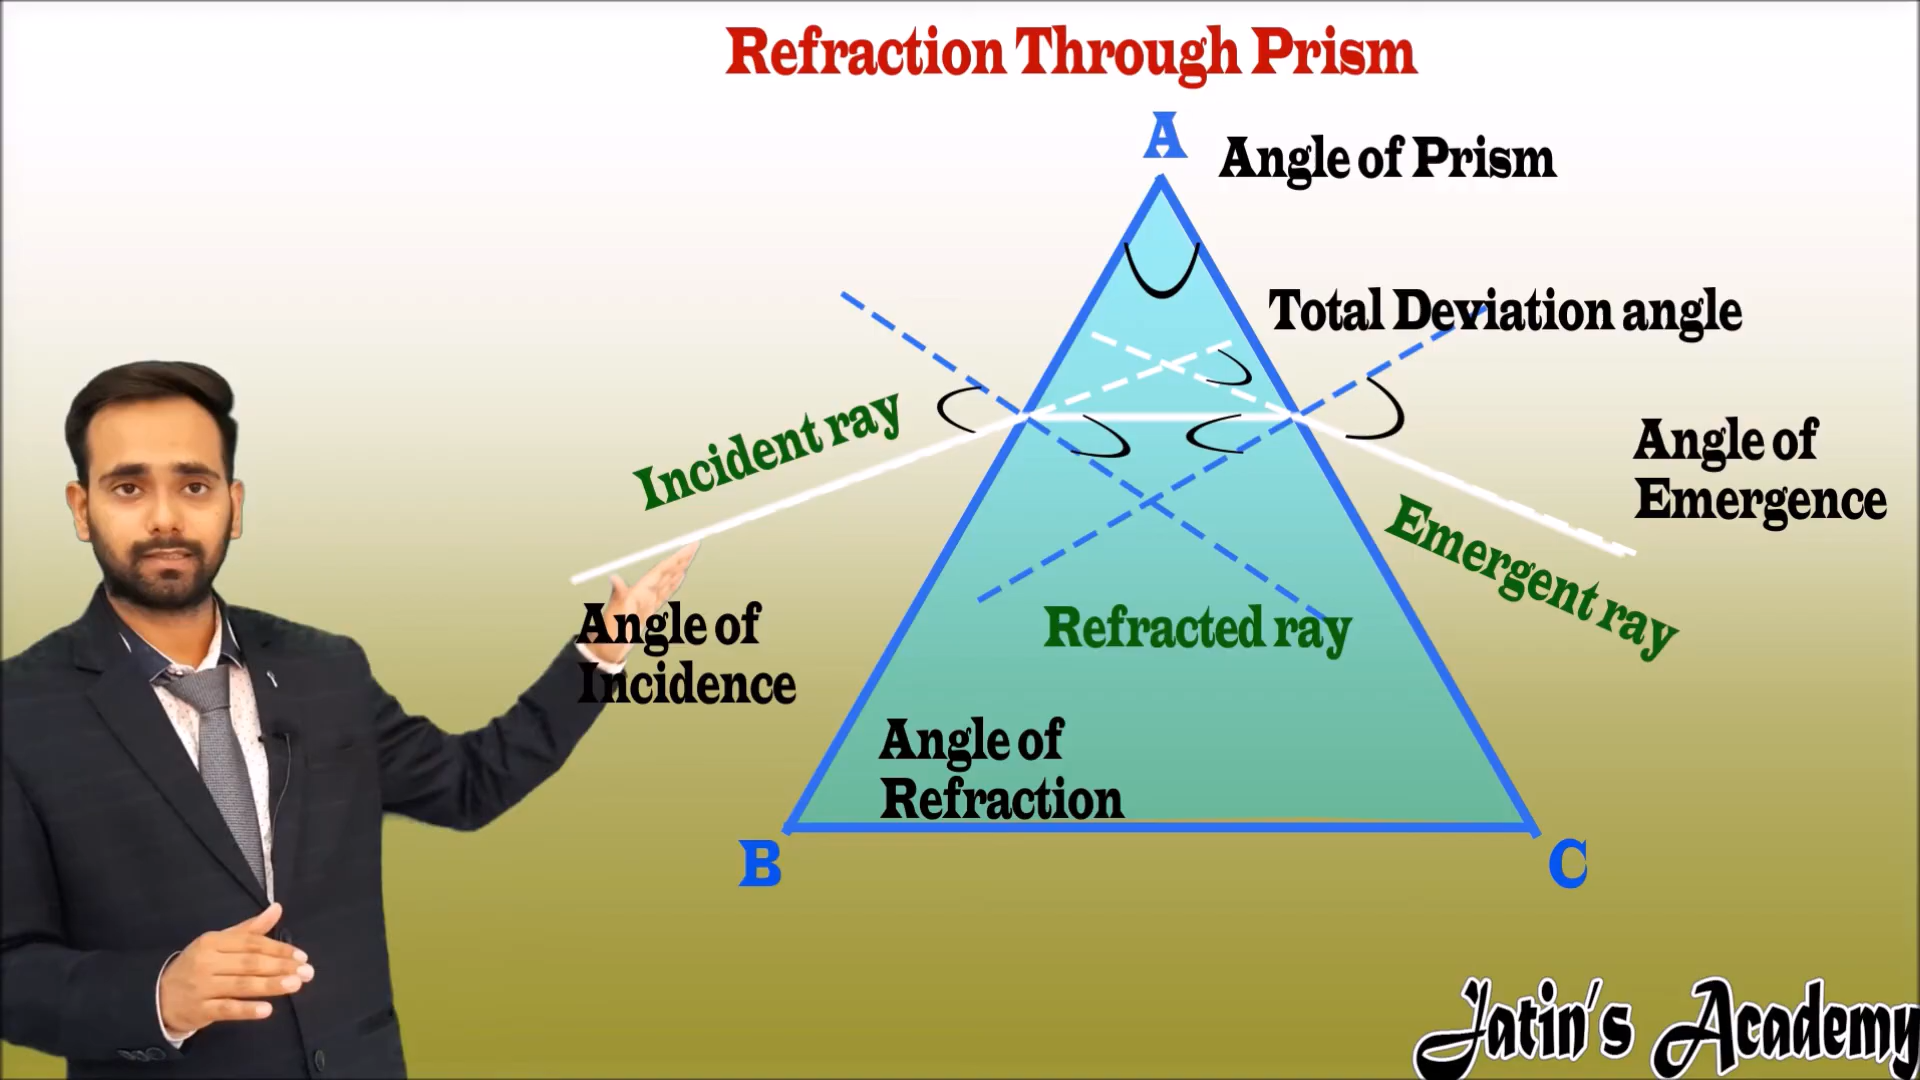 Refraction Through Prism
A
Angle of Prism
Total Deviation angle
Incident ray
Angle of
Emergence
Emergent ray
Angle of
Incidence
Refracted ray
Angle of
Refraction
B
C
Jatin's Academy